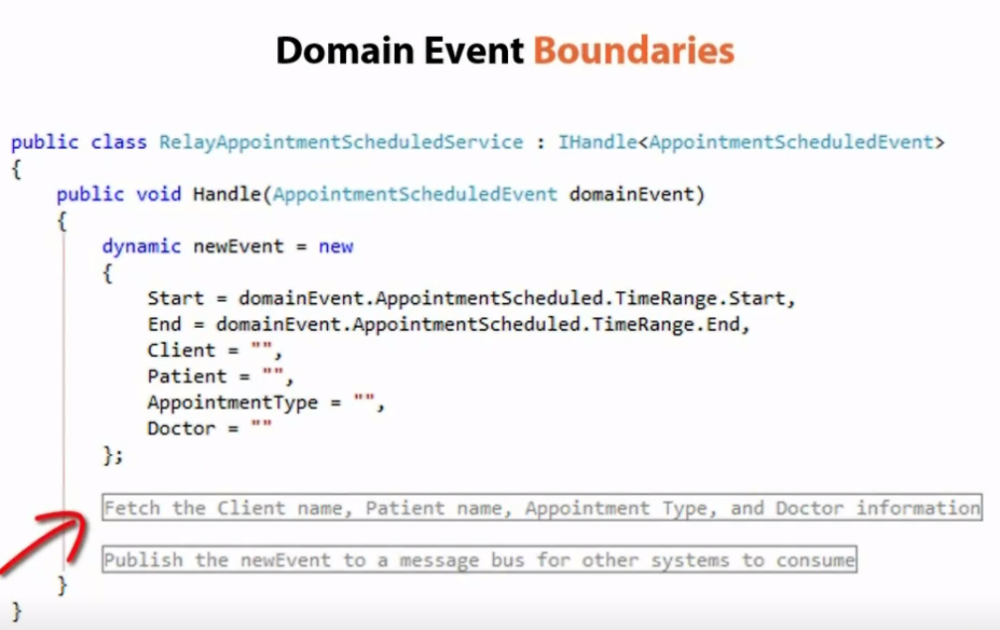 Domain Event Boundaries
public class RelayAppointmentScheduledService : IHandle<AppointmentScheduledEvent>
{
public void Handle(AppointmentScheduledEvent domainEvent)
{
dynamic newEvent = new
{
Start = domainEvent.AppointmentScheduled.TimeRange.Start,
End = domainEvent.AppointmentScheduled.TimeRange.End,
Client = "",
Patient = "",
AppointmentType = "",
Doctor = ""
};
Fetch the Client name, Patient name, Appointment Type, and Doctor information
Publish the newEvent to a message bus for other systems to consume
}
}